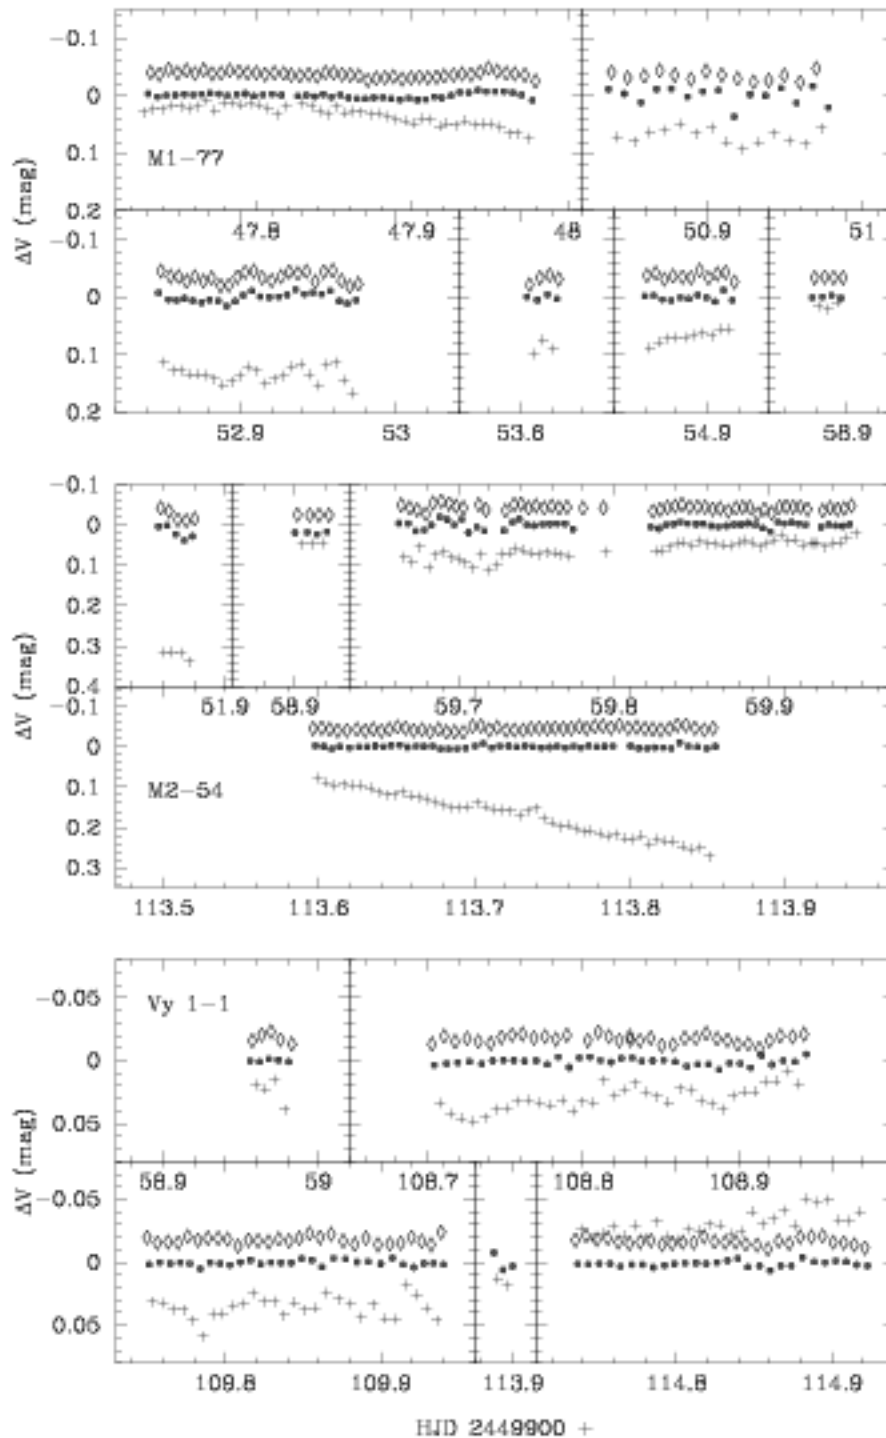 −0.1
0
0.1
M1−77
0.2
47.8 47.9 48 50.9 51
−0.1
0
0.1
0.2
52.9 53 53.6 54.9 58.9
ΔV (mag)
−0.1
0
0.1
0.2
0.3
0.4
51.9 58.9 59.7 59.8 59.9
−0.1
0
0.1
M2−54
0.2
0.3
113.5 113.6 113.7 113.8 113.9
ΔV (mag)
Vy 1−1
−0.05
0
0.05
58.9 59 108.7 108.8 108.9
−0.05
0
0.05
109.8 109.9 113.9 114.8 114.9
ΔV (mag)
HJD 2449900 +